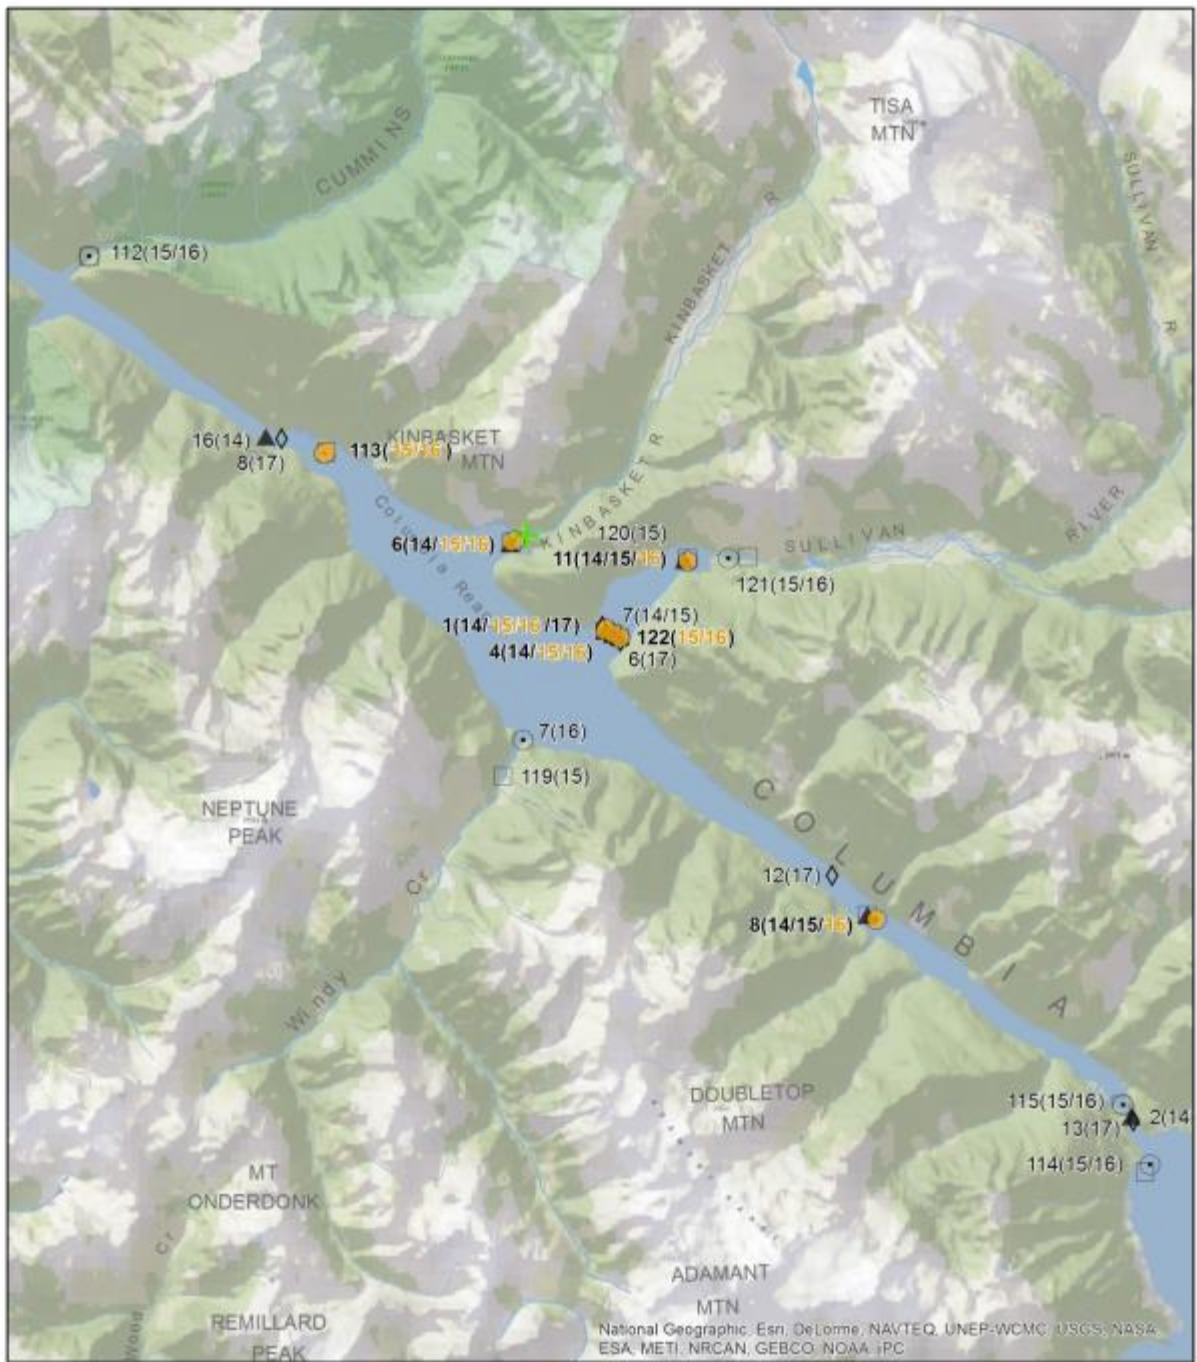 TISA
MTN
CUMMINS
SULLIVAN
R
KINBASKET R
112(15/16)
16(14)
8(17)
KINBASKET
MTN
113(15/16)
Columbia Reach
6(14/15/16)
KINBASKET R
120(15)
11(14/15/16)
SULLIVAN RIVER
121(15/16)
1(14/15/16/17)
7(14/15)
122(15/16)
4(14/15/16)
6(17)
7(16)
119(15)
NEPTUNE
PEAK
COLUMBIA
12(17)
8(14/15/16)
Windy Cr
DOUBLETOP
MTN
115(15/16)
2(14
13(17)
114(15/16)
MT
ONDERDONK
Cr
Wong
ADAMANT
MTN
REMILLARD
PEAK
National Geographic, Esri, DeLorme, NAVTEQ, UNEP-WCMC, USGS, NASA,
ESA, METI, NRCAN, GEBCO, NOAA, iPC